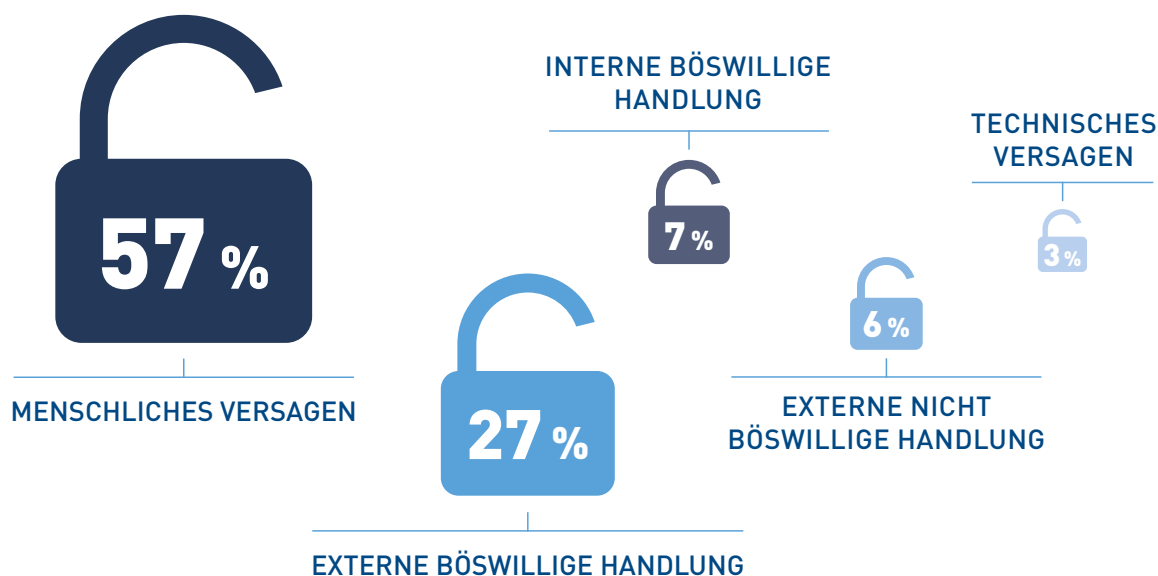 57 %
MENSCHLICHES VERSAGEN
27 %
EXTERNE BÖSWILLIGE HANDLUNG
INTERNE BÖSWILLIGE
HANDLUNG
7 %
6 %
EXTERNE NICHT
BÖSWILLIGE HANDLUNG
TECHNISCHES
VERSAGEN
3 %